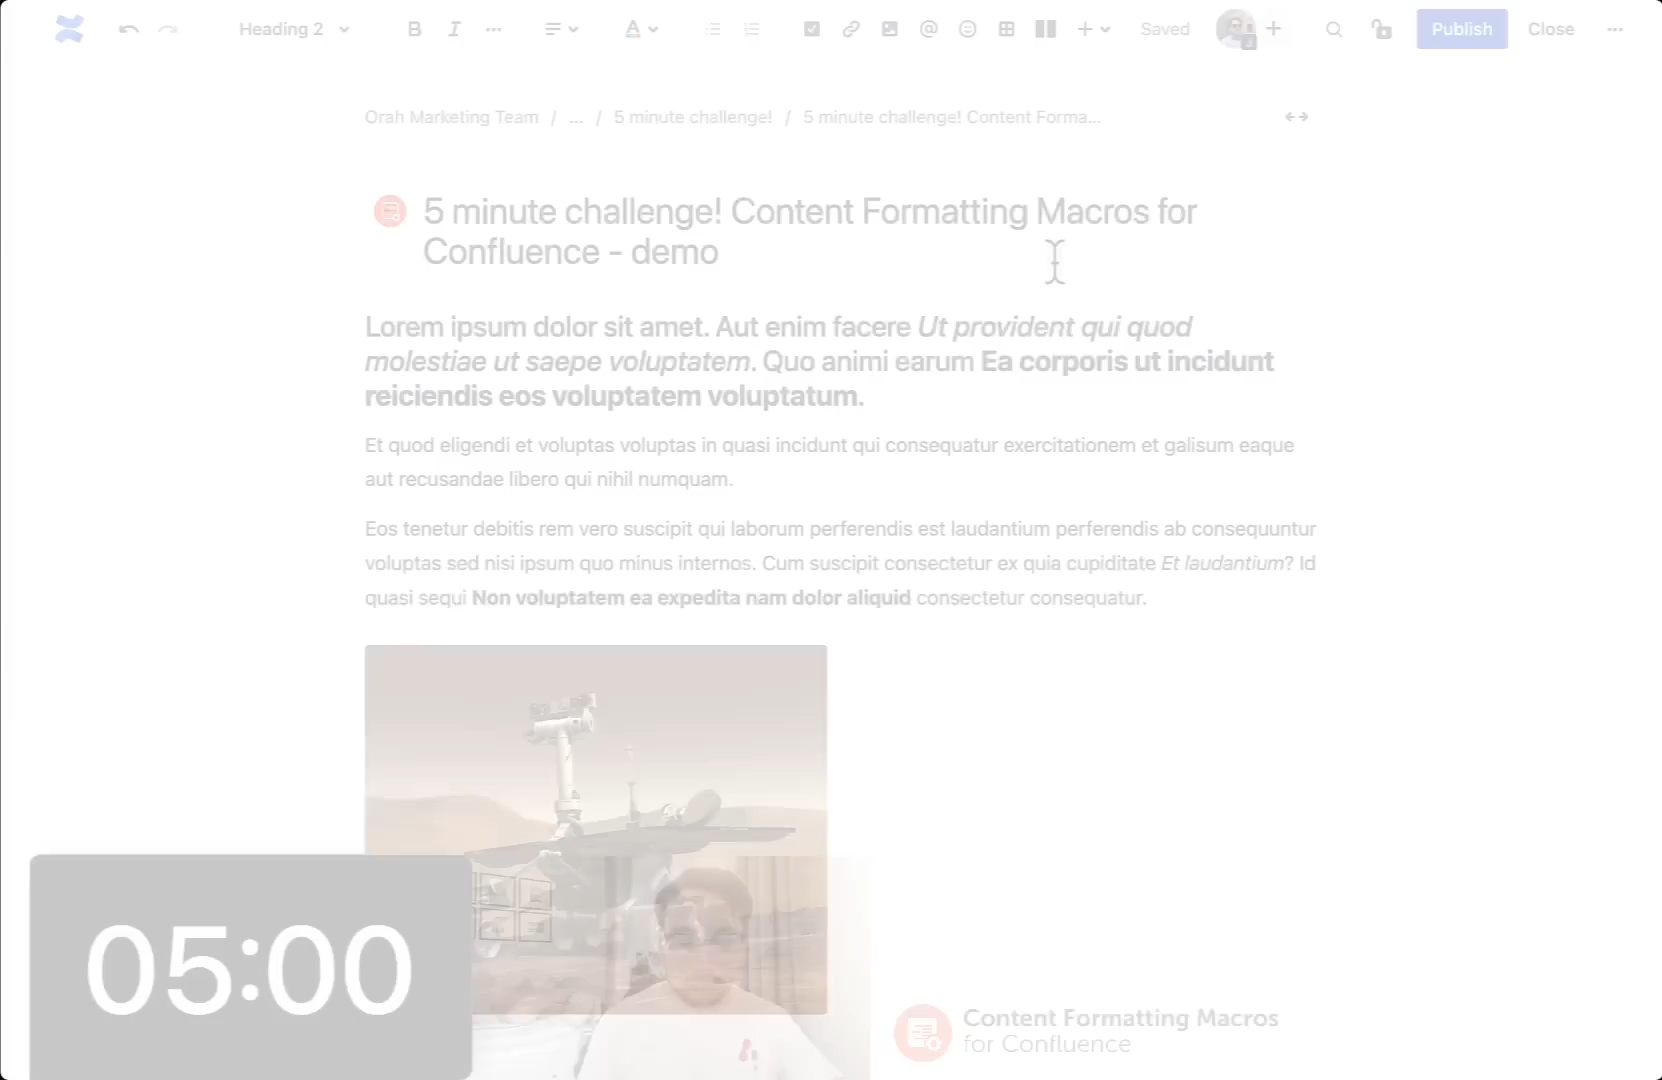 Heading 2
B
I
A
@
Saved
Publish
Close
Orah Marketing Team / ... / 5 minute challenge! / 5 minute challenge! Content Forma...
5 minute challenge! Content Formatting Macros for
Confluence - demo
Lorem ipsum dolor sit amet. Aut enim facere Ut provident qui quod
molestiae ut saepe voluptatem. Quo animi earum Ea corporis ut incidunt
reiciendis eos voluptatem voluptatum.
Et quod eligendi et voluptas voluptas in quasi incidunt qui consequatur exercitationem et galisum eaque
aut recusandae libero qui nihil numquam.
Eos tenetur debitis rem vero suscipit qui laborum perferendis est laudantium perferendis ab consequuntur
voluptas sed nisi ipsum quo minus internos. Cum suscipit consectetur ex quia cupiditate Et laudantium? Id
quasi sequi Non voluptatem ea expedita nam dolor aliquid consectetur consequatur.
05:00
Content Formatting Macros
for Confluence